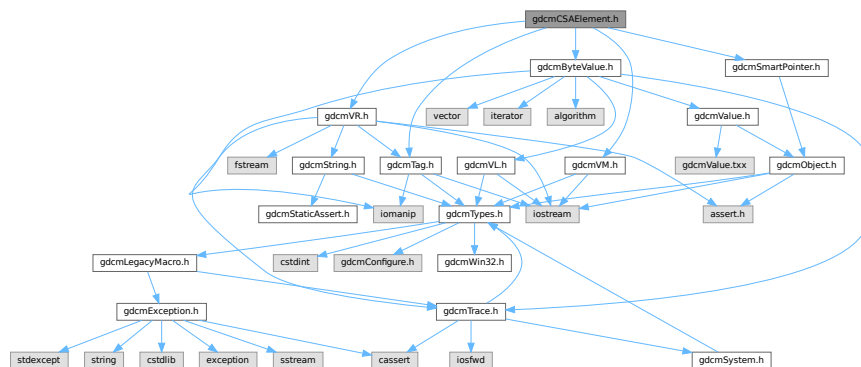 gdcmCSAElement.h
gdcmByteValue.h
gdcmSmartPointer.h
gdcmVR.h
vector
iterator
algorithm
gdcmValue.h
fstream
gdcmString.h
gdcmTag.h
gdcmVL.h
gdcmVM.h
gdcmValue.txx
gdcmObject.h
gdcmStaticAssert.h
iomanip
gdcmTypes.h
iostream
assert.h
gdcmLegacyMacro.h
cstdint
gdcmConfigure.h
gdcmWin32.h
gdcmException.h
gdcmTrace.h
stdexcept
string
cstdlib
exception
sstream
cassert
iosfwd
gdcmSystem.h